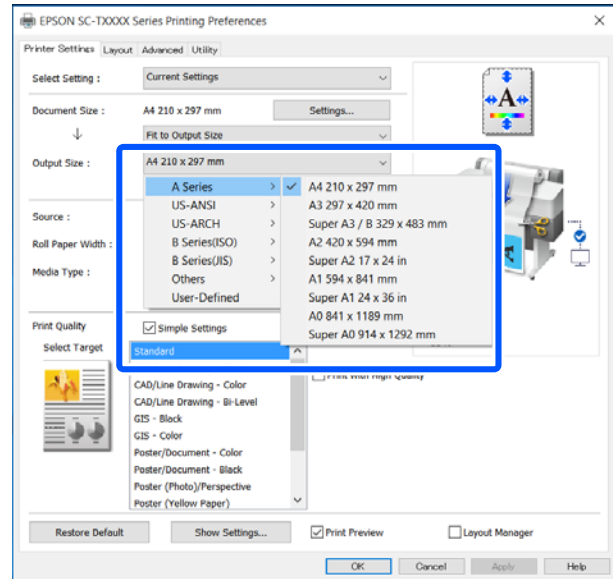 EPSON SC-TXXXX Series Printing Preferences
Printer Settings Layout Advanced Utility
Select Setting : Current Settings
Document Size : A4 210 x 297 mm Settings...
Fit to Output Size
Output Size : A4 210 x 297 mm
A Series A4 210 x 297 mm
US-ANSI A3 297 x 420 mm
US-ARCH Super A3 / B 329 x 483 mm
B Series(ISO) A2 420 x 594 mm
B Series(JIS) Super A2 17 x 24 in
Others A1 594 x 841 mm
User-Defined Super A1 24 x 36 in
A0 841 x 1189 mm
Super A0 914 x 1292 mm
Source :
Roll Paper Width :
Media Type :
A
Print Quality Simple Settings
Select Target Standard
Print with High Quality
CAD/Line Drawing - Color
CAD/Line Drawing - Bi-Level
GIS - Black
GIS - Color
Poster/Document - Color
Poster/Document - Black
Poster (Photo)/Perspective
Poster (Yellow Paper)
Restore Default Show Settings... Print Preview Layout Manager
OK Cancel Apply Help